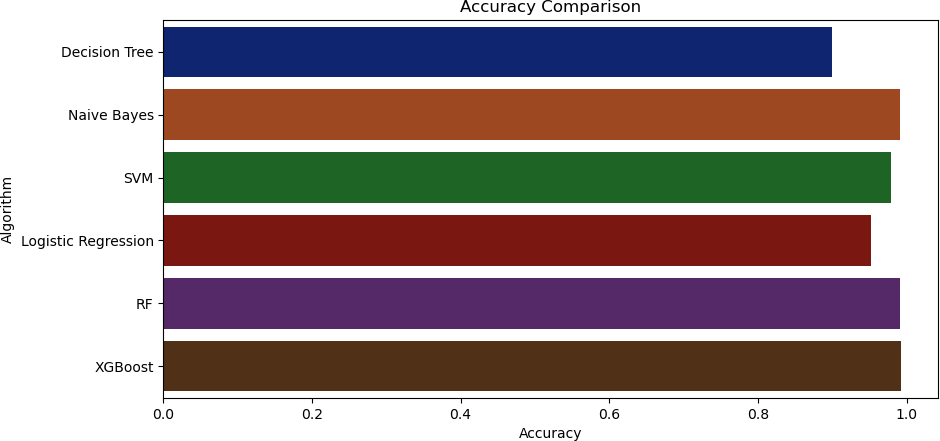 Accuracy Comparison
Algorithm
Decision Tree
Naive Bayes
SVM
Logistic Regression
RF
XGBoost
0.0 0.2 0.4 0.6 0.8 1.0
Accuracy